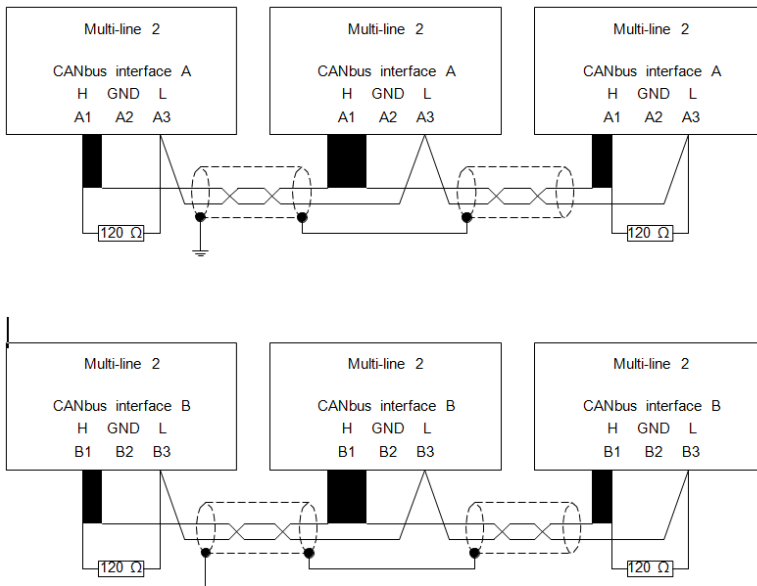 Multi-line 2 Multi-line 2 Multi-line 2
CANbus interface A CANbus interface A CANbus interface A
H GND L H GND L H GND L
A1 A2 A3 A1 A2 A3 A1 A2 A3
120 Ω 120 Ω
Multi-line 2 Multi-line 2 Multi-line 2
CANbus interface B CANbus interface B CANbus interface B
H GND L H GND L H GND L
B1 B2 B3 B1 B2 B3 B1 B2 B3
120 Ω 120 Ω